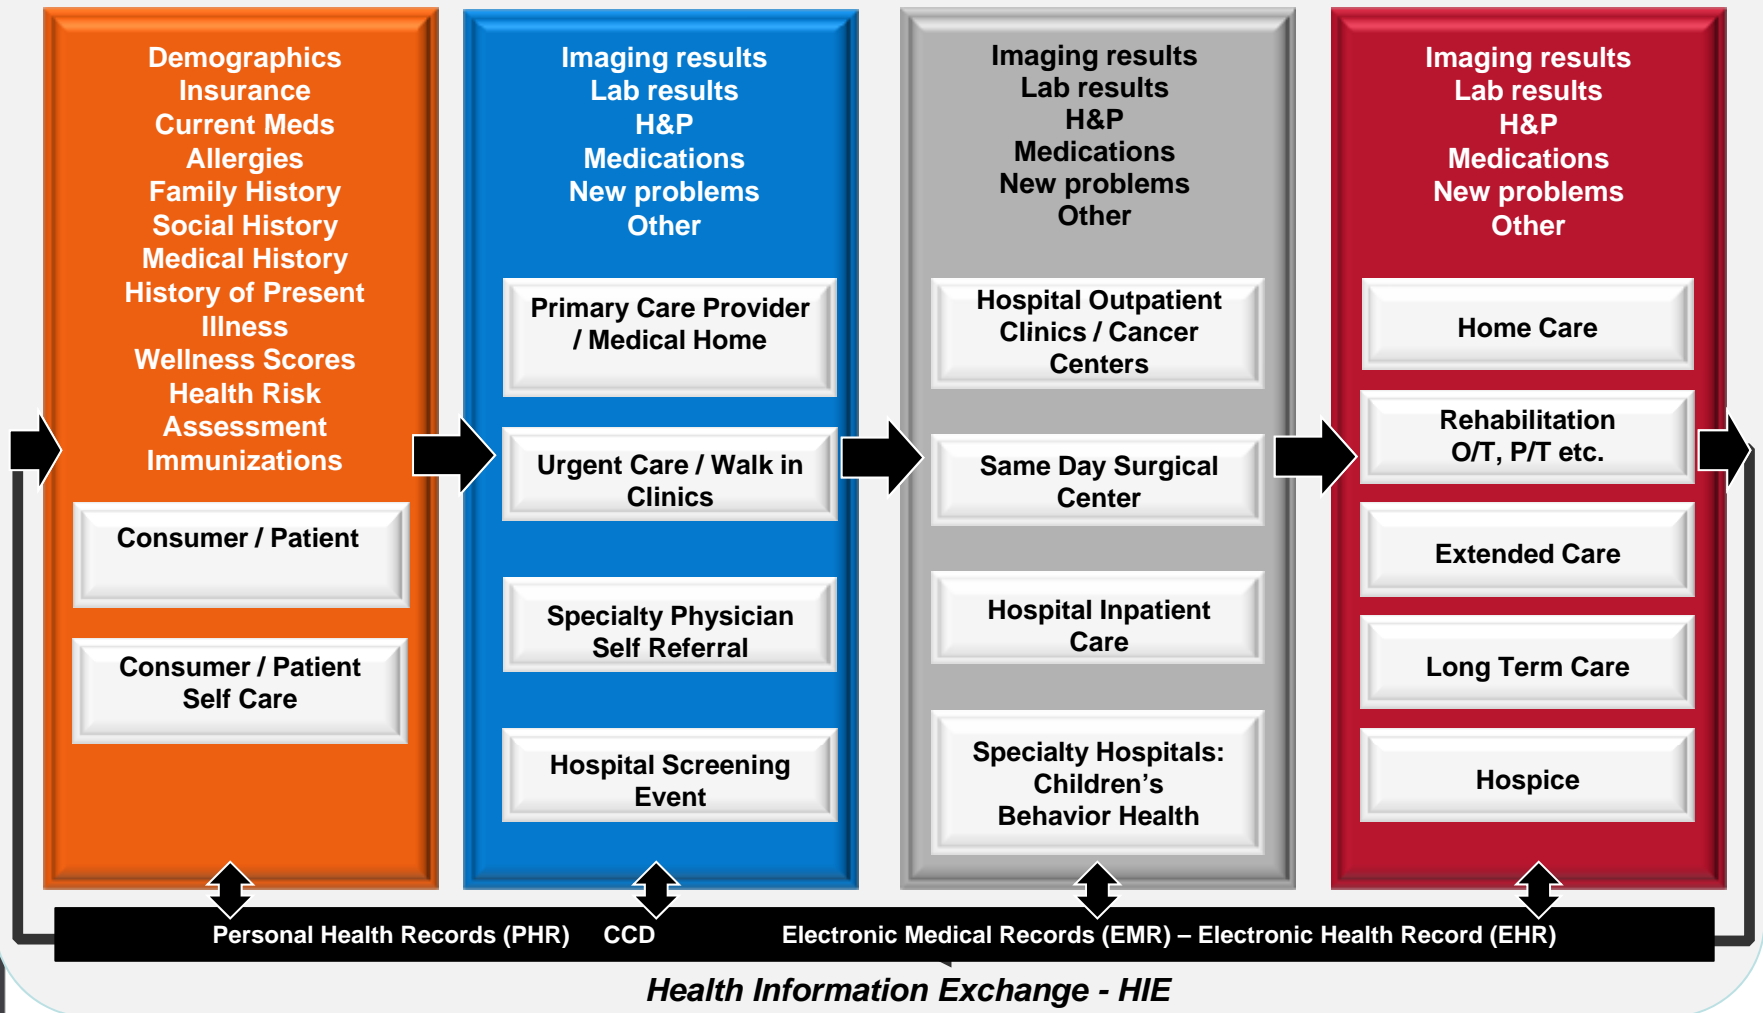 Demographics
Insurance
Current Meds
Allergies
Family History
Social History
Medical History
History of Present
Illness
Wellness Scores
Health Risk
Assessment
Immunizations
Consumer / Patient
Consumer / Patient
Self Care
Imaging results
Lab results
H&P
Medications
New problems
Other
Primary Care Provider
/ Medical Home
Urgent Care / Walk in
Clinics
Specialty Physician
Self Referral
Hospital Screening
Event
Imaging results
Lab results
H&P
Medications
New problems
Other
Hospital Outpatient
Clinics / Cancer
Centers
Same Day Surgical
Center
Hospital Inpatient
Care
Specialty Hospitals:
Children's
Behavior Health
Imaging results
Lab results
H&P
Medications
New problems
Other
Home Care
Rehabilitation
O/T, P/T etc.
Extended Care
Long Term Care
Hospice
Personal Health Records (PHR) CCD Electronic Medical Records (EMR) – Electronic Health Record (EHR)
Health Information Exchange - HIE